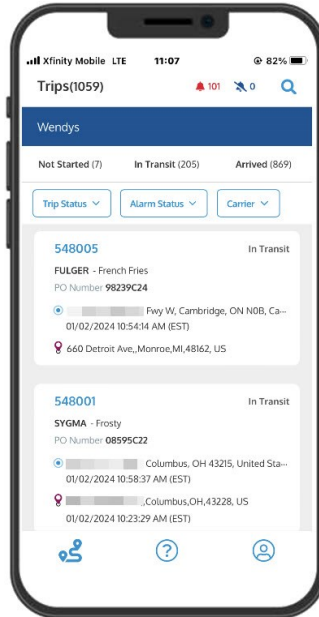 Xfinity Mobile LTE 11:07 82%
Trips(1059) 101 0
Wendys
Not Started (7) In Transit (205) Arrived (869)
Trip Status Alarm Status Carrier
548005 In Transit
FULGER - French Fries
PO Number 98239C24
Fwy W, Cambridge, ON N0B, Ca...
01/02/2024 10:54:14 AM (EST)
660 Detroit Ave,,Monroe,MI,48162, US
548001 In Transit
SYGMA - Frosty
PO Number 08595C22
Columbus, OH 43215, United Sta...
01/02/2024 10:58:37 AM (EST)
,Columbus,OH,43228, US
01/02/2024 10:23:29 AM (EST)
?